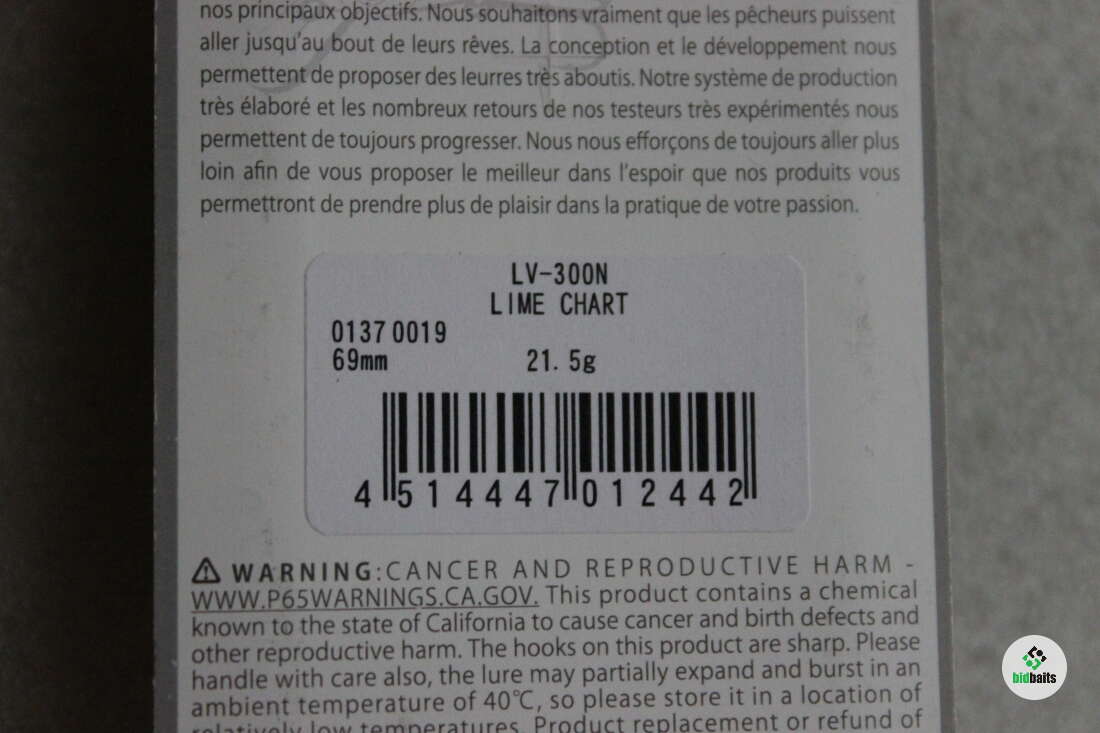 nos principaux objectifs. Nous souhaitons vraiment que les pêcheurs puissent
aller jusqu'au bout de leurs rêves. La conception et le développement nous
permettent de proposer des leurres très aboutis. Notre système de production
très élaboré et les nombreux retours de nos testeurs très expérimentés nous
permettent de toujours progresser. Nous nous efforçons de toujours aller plus
loin afin de vous proposer le meilleur dans l'espoir que nos produits vous
permettront de prendre plus de plaisir dans la pratique de votre passion.
LV-300N
LIME CHART
0137 0019
69mm 21. 5g
4 514447 012442
⚠ WARNING:CANCER AND REPRODUCTIVE HARM -
WWW.P65WARNINGS.CA.GOV. This product contains a chemical
known to the state of California to cause cancer and birth defects and
other reproductive harm. The hooks on this product are sharp. Please
handle with care also, the lure may partially expand and burst in an
ambient temperature of 40℃, so please store it in a location of
relatively low temperatures. Product replacement or refund of
bidbaits